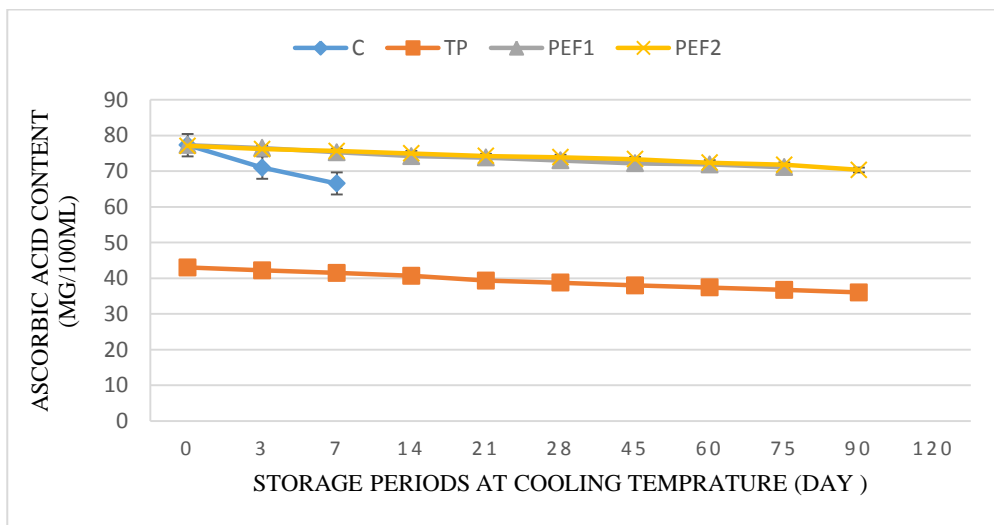 C TP PEF1 PEF2
90
80
70
60
50
40
30
20
10
0
ASCORBIC ACID CONTENT
(MG/100ML)
0 3 7 14 21 28 45 60 75 90 120
STORAGE PERIODS AT COOLING TEMPRATURE (DAY )